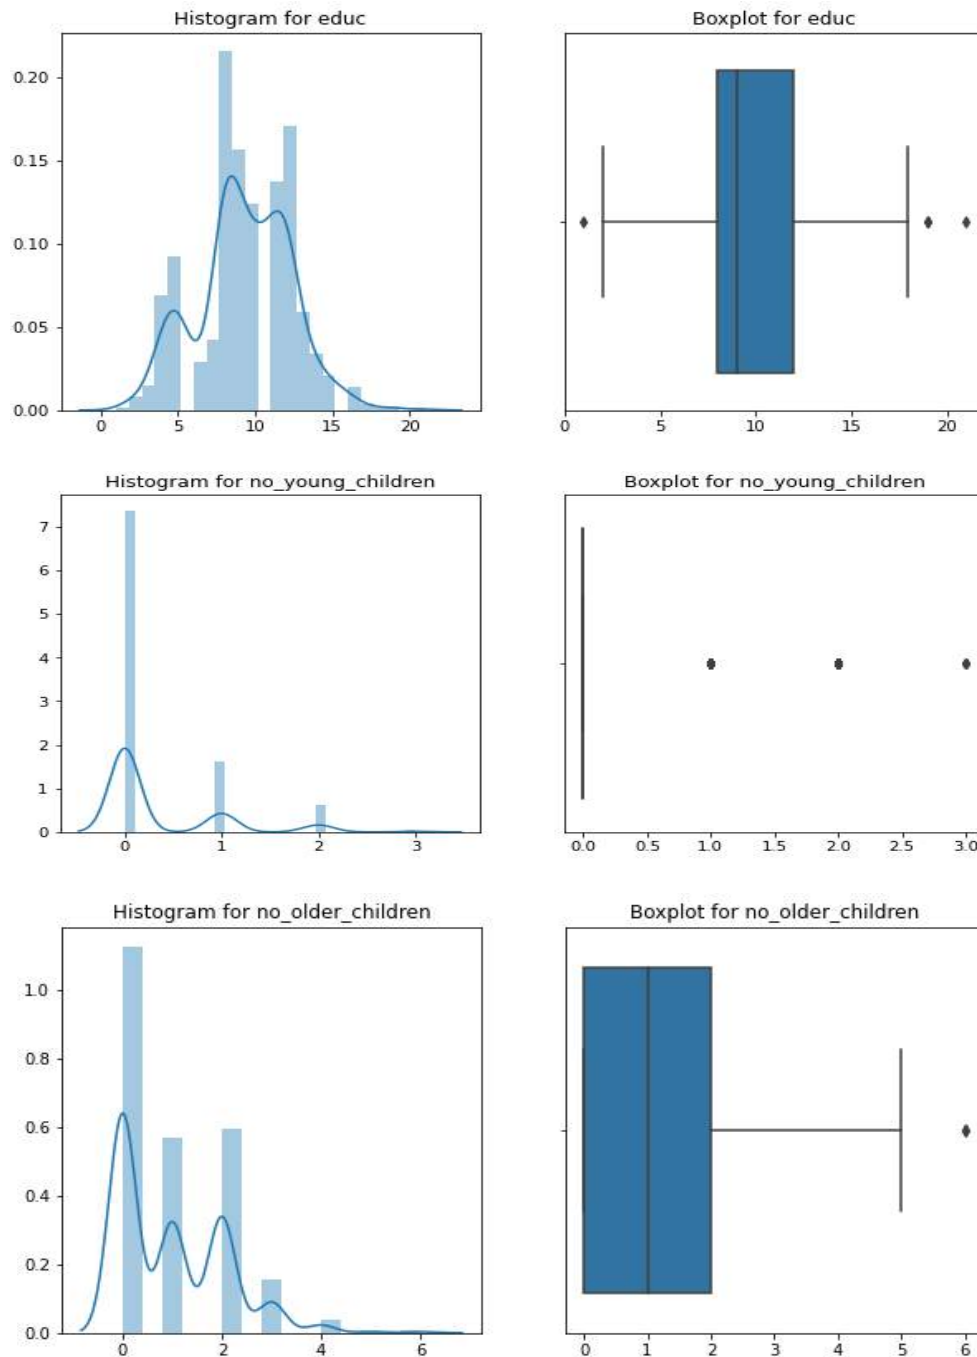 Histogram for educ
Boxplot for educ
0.20
0.15
0.10
0.05
0.00
0 5 10 15 20
0 5 10 15 20
Histogram for no_young_children
Boxplot for no_young_children
7
6
5
4
3
2
1
0
0 1 2 3
0.0 0.5 1.0 1.5 2.0 2.5 3.0
Histogram for no_older_children
Boxplot for no_older_children
1.0
0.8
0.6
0.4
0.2
0.0
0 2 4 6
0 1 2 3 4 5 6